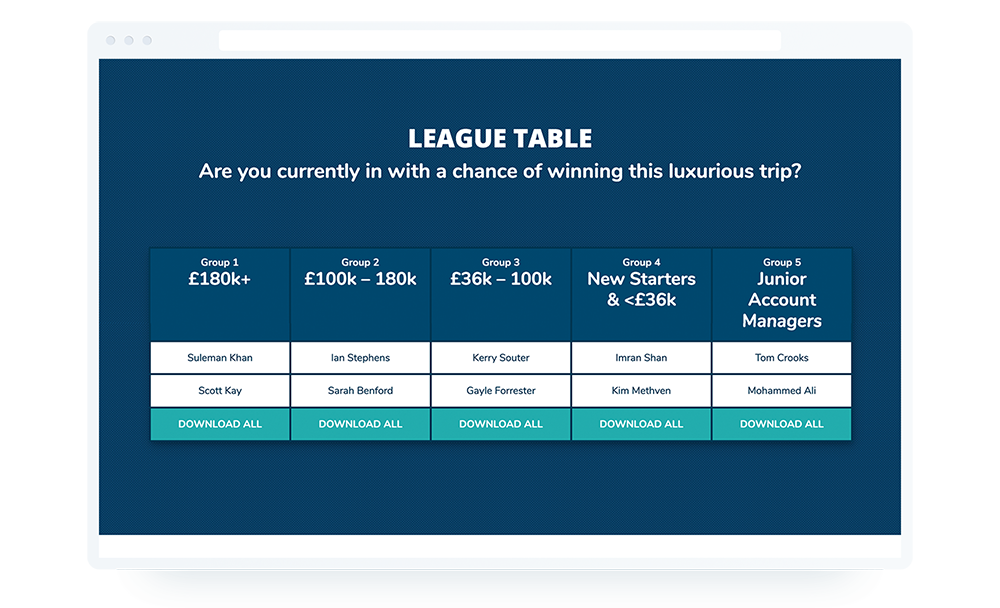 LEAGUE TABLE
Are you currently in with a chance of winning this luxurious trip?
Group 1
£180k+
Group 2
£100k – 180k
Group 3
£36k – 100k
Group 4
New Starters
& <£36k
Group 5
Junior
Account
Managers
Suleman Khan
Ian Stephens
Kerry Souter
Imran Shan
Tom Crooks
Scott Kay
Sarah Benford
Gayle Forrester
Kim Methven
Mohammed Ali
DOWNLOAD ALL
DOWNLOAD ALL
DOWNLOAD ALL
DOWNLOAD ALL
DOWNLOAD ALL